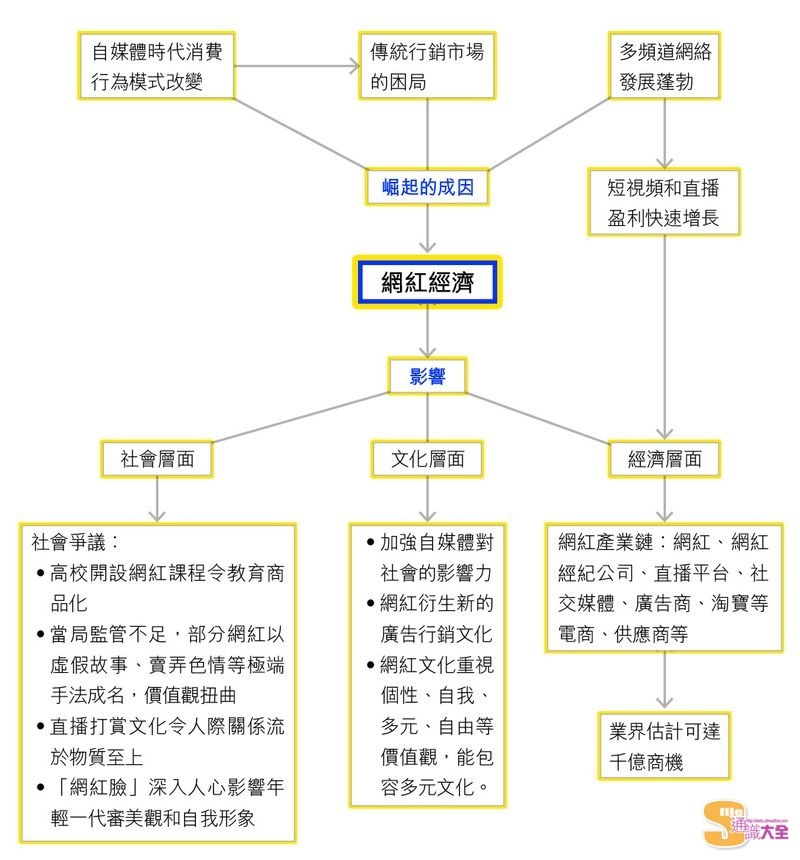 自媒體時代消費
行為模式改變
傳統行銷市場
的困局
多頻道網絡
發展蓬勃
崛起的成因
短視頻和直播
盈利快速增長
網紅經濟
影響
社會層面
文化層面
經濟層面
社會爭議：
•高校開設網紅課程令教育商
品化
•當局監管不足，部分網紅以
虛假故事、賣弄色情等極端
手法成名，價值觀扭曲
•直播打賞文化令人際關係流
於物質至上
•「網紅臉」深入人心影響年
輕一代審美觀和自我形象
•加強自媒體對
社會的影響力
•網紅衍生新的
廣告行銷文化
•網紅文化重視
個性、自我、
多元、自由等
價值觀，能包
容多元文化。
網紅產業鏈：網紅、網紅
經紀公司、直播平台、社
交媒體、廣告商、淘寶等
電商、供應商等
業界估計可達
千億商機
通識大全